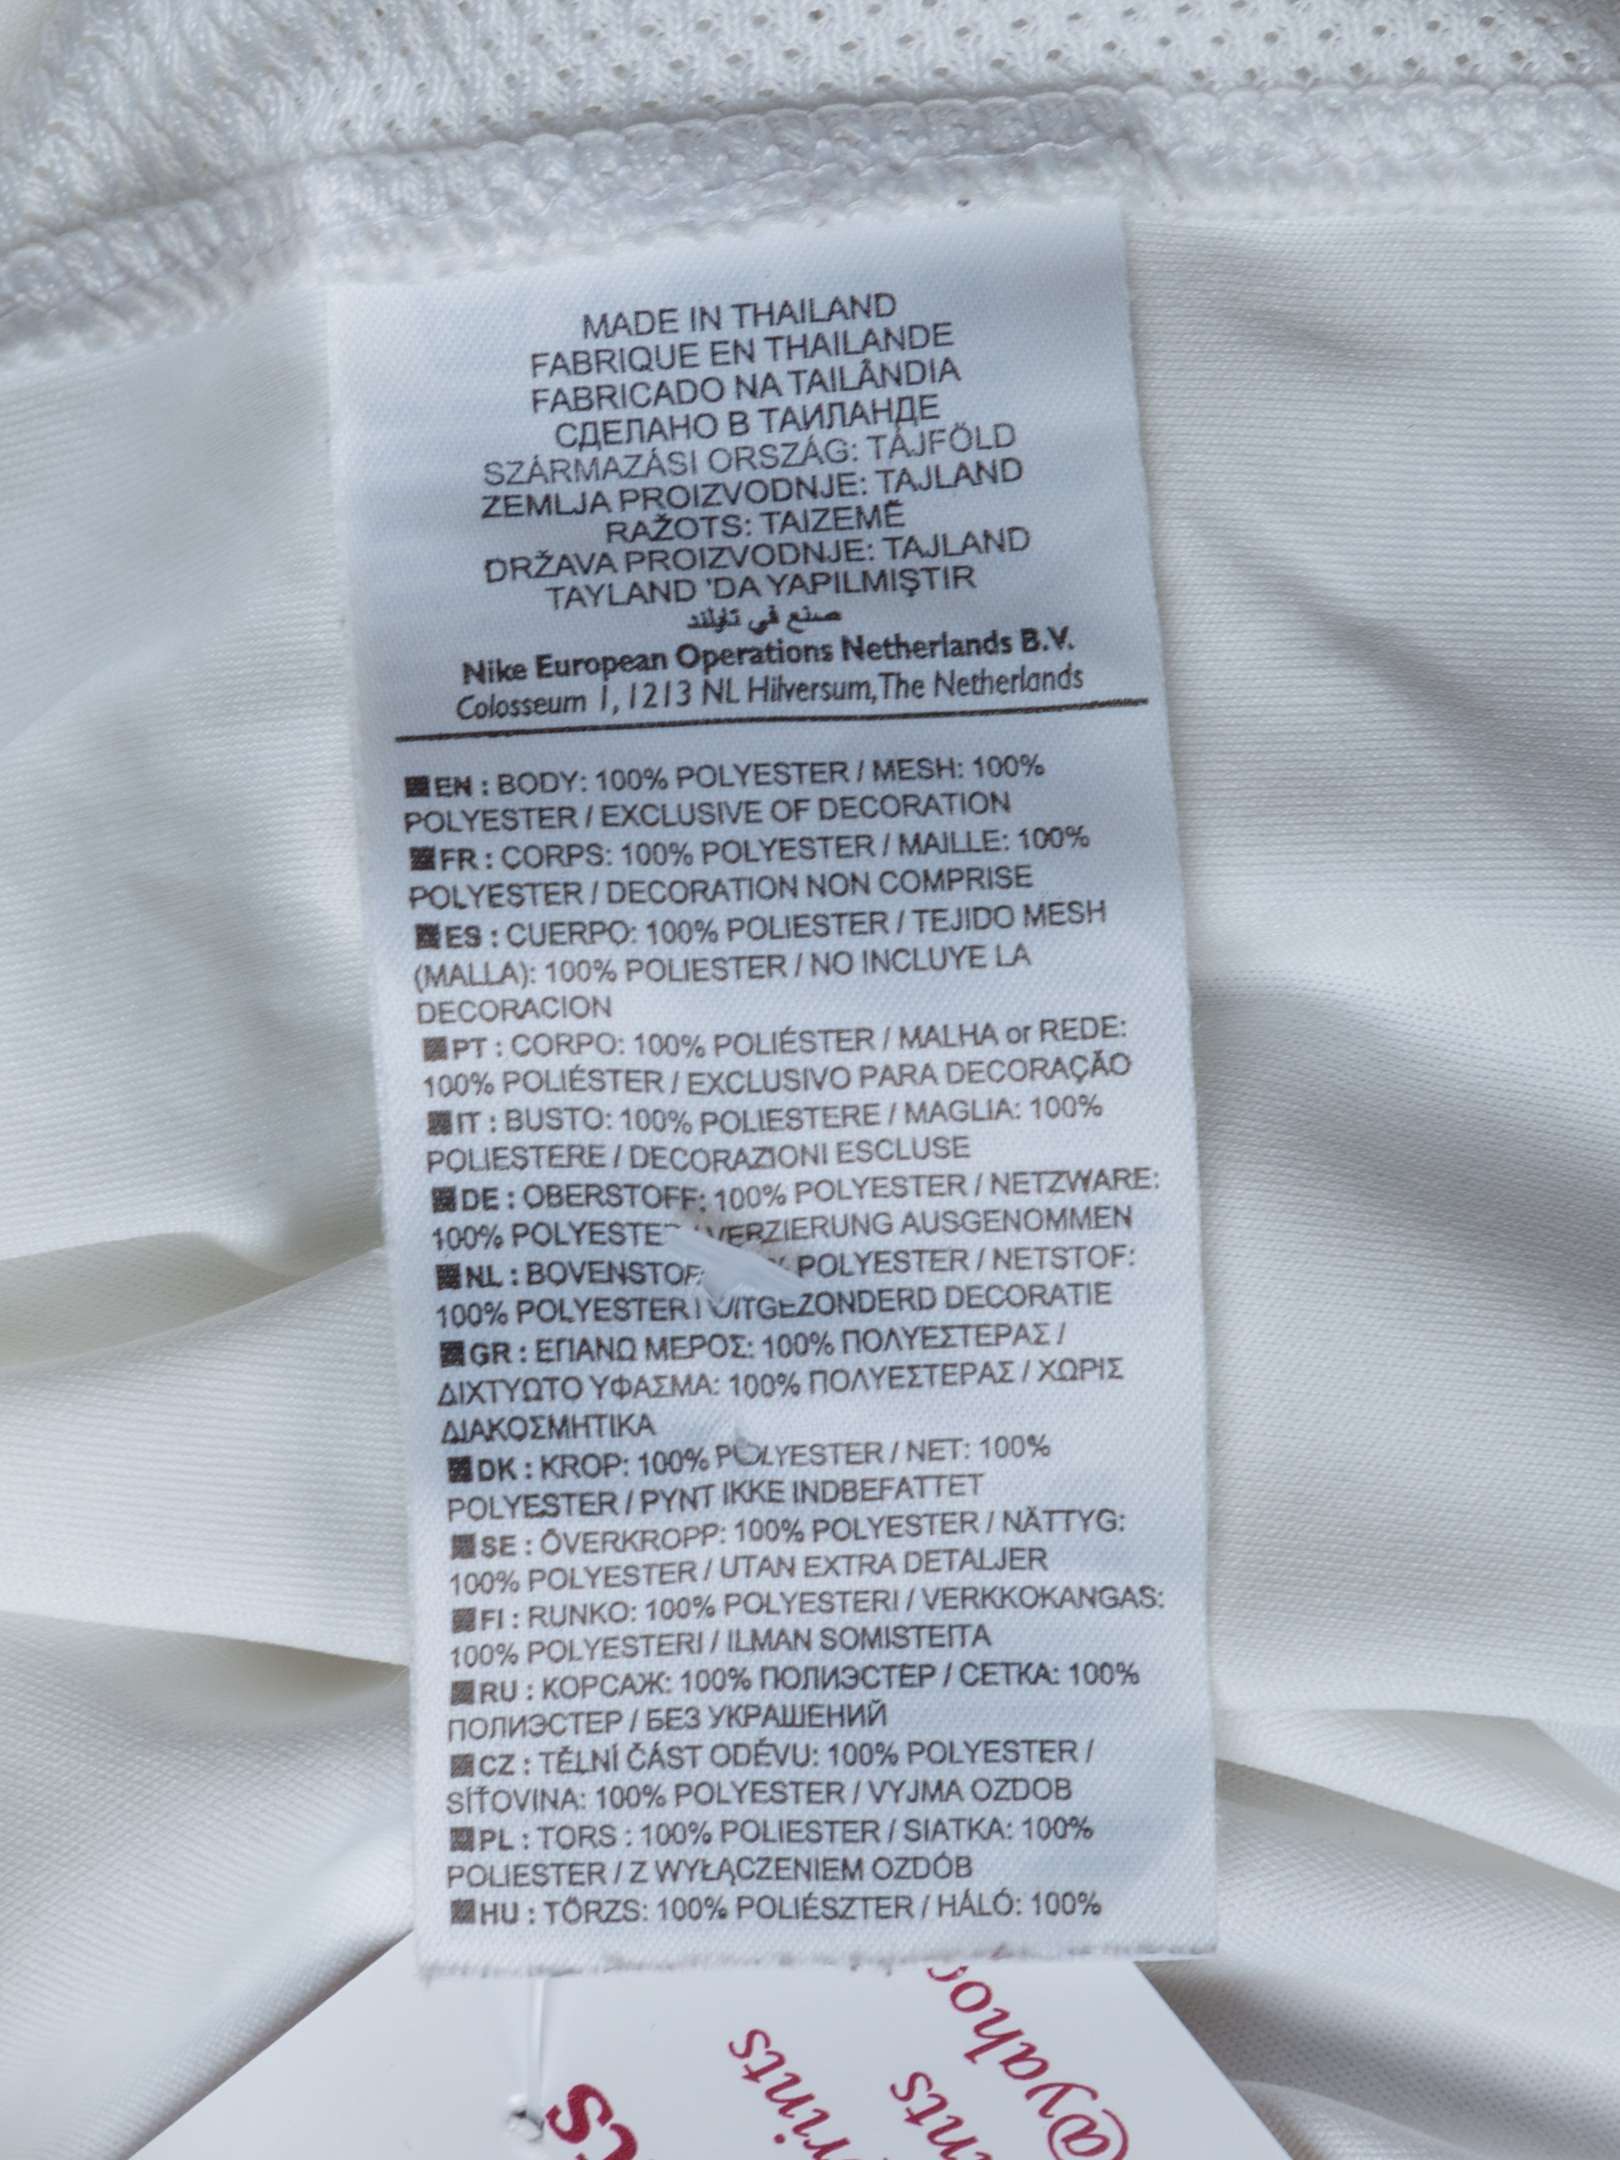 MADE IN THAILAND
FABRIQUE EN THAILANDE
FABRICADO NA TAILÂNDIA
СДЕЛАНО В ТАИЛАНДЕ
SZÁRMAZÁSI ORSZÁG: TÁJFÖLD
ZEMLJA PROIZVODNJE: TAJLAND
RAŽOTS: TAIZEMĒ
DRŽAVA PROIZVODNJE: TAJLAND
TAYLAND 'DA YAPILMIŞTIR
صنع في تايلند
Nike European Operations Netherlands B.V.
Colosseum 1, 1213 NL Hilversum, The Netherlands
EN : BODY: 100% POLYESTER / MESH: 100%
POLYESTER / EXCLUSIVE OF DECORATION
FR : CORPS: 100% POLYESTER / MAILLE: 100%
POLYESTER / DECORATION NON COMPRISE
ES : CUERPO: 100% POLIESTER / TEJIDO MESH
(MALLA): 100% POLIESTER / NO INCLUYE LA
DECORACION
PT : CORPO: 100% POLIÉSTER / MALHA or REDE:
100% POLIÉSTER / EXCLUSIVO PARA DECORAÇÃO
IT : BUSTO: 100% POLIESTERE / MAGLIA: 100%
POLIESTERE / DECORAZIONI ESCLUSE
DE : OBERSTOFF: 100% POLYESTER / NETZWARE:
100% POLYESTE VERZIERUNG AUSGENOMMEN
NL : BOVENSTOF % POLYESTER / NETSTOF:
100% POLYESTER / UITGEZONDERD DECORATIE
GR : ΕΠΑΝΩ ΜΕΡΟΣ: 100% ΠΟΛΥΕΣΤΕΡΑΣ /
ΔΙΧΤΥΩΤΟ ΥΦΑΣΜΑ: 100% ΠΟΛΥΕΣΤΕΡΑΣ / ΧΩΡΙΣ
ΔΙΑΚΟΣΜΗΤΙΚΑ
DK : KROP: 100% POLYESTER / NET: 100%
POLYESTER / PYNT IKKE INDBEFATTET
SE : ÖVERKROPP: 100% POLYESTER / NÄTTYG:
100% POLYESTER / UTAN EXTRA DETALJER
FI : RUNKO: 100% POLYESTERI / VERKKOKANGAS:
100% POLYESTERI / ILMAN SOMISTEITA
RU : КОРСАЖ: 100% ПОЛИЭСТЕР / СЕТКА: 100%
ПОЛИЭСТЕР / БЕЗ УКРАШЕНИЙ
CZ : TĚLNÍ ČÁST ODĚVU: 100% POLYESTER /
SÍŤOVINA: 100% POLYESTER / VYJMA OZDOB
PL : TORS : 100% POLIESTER / SIATKA: 100%
POLIESTER / Z WYŁĄCZENIEM OZDÓB
HU : TÖRZS: 100% POLIÉSZTER / HÁLÓ: 100%
@yahoo
nts
rints
ts